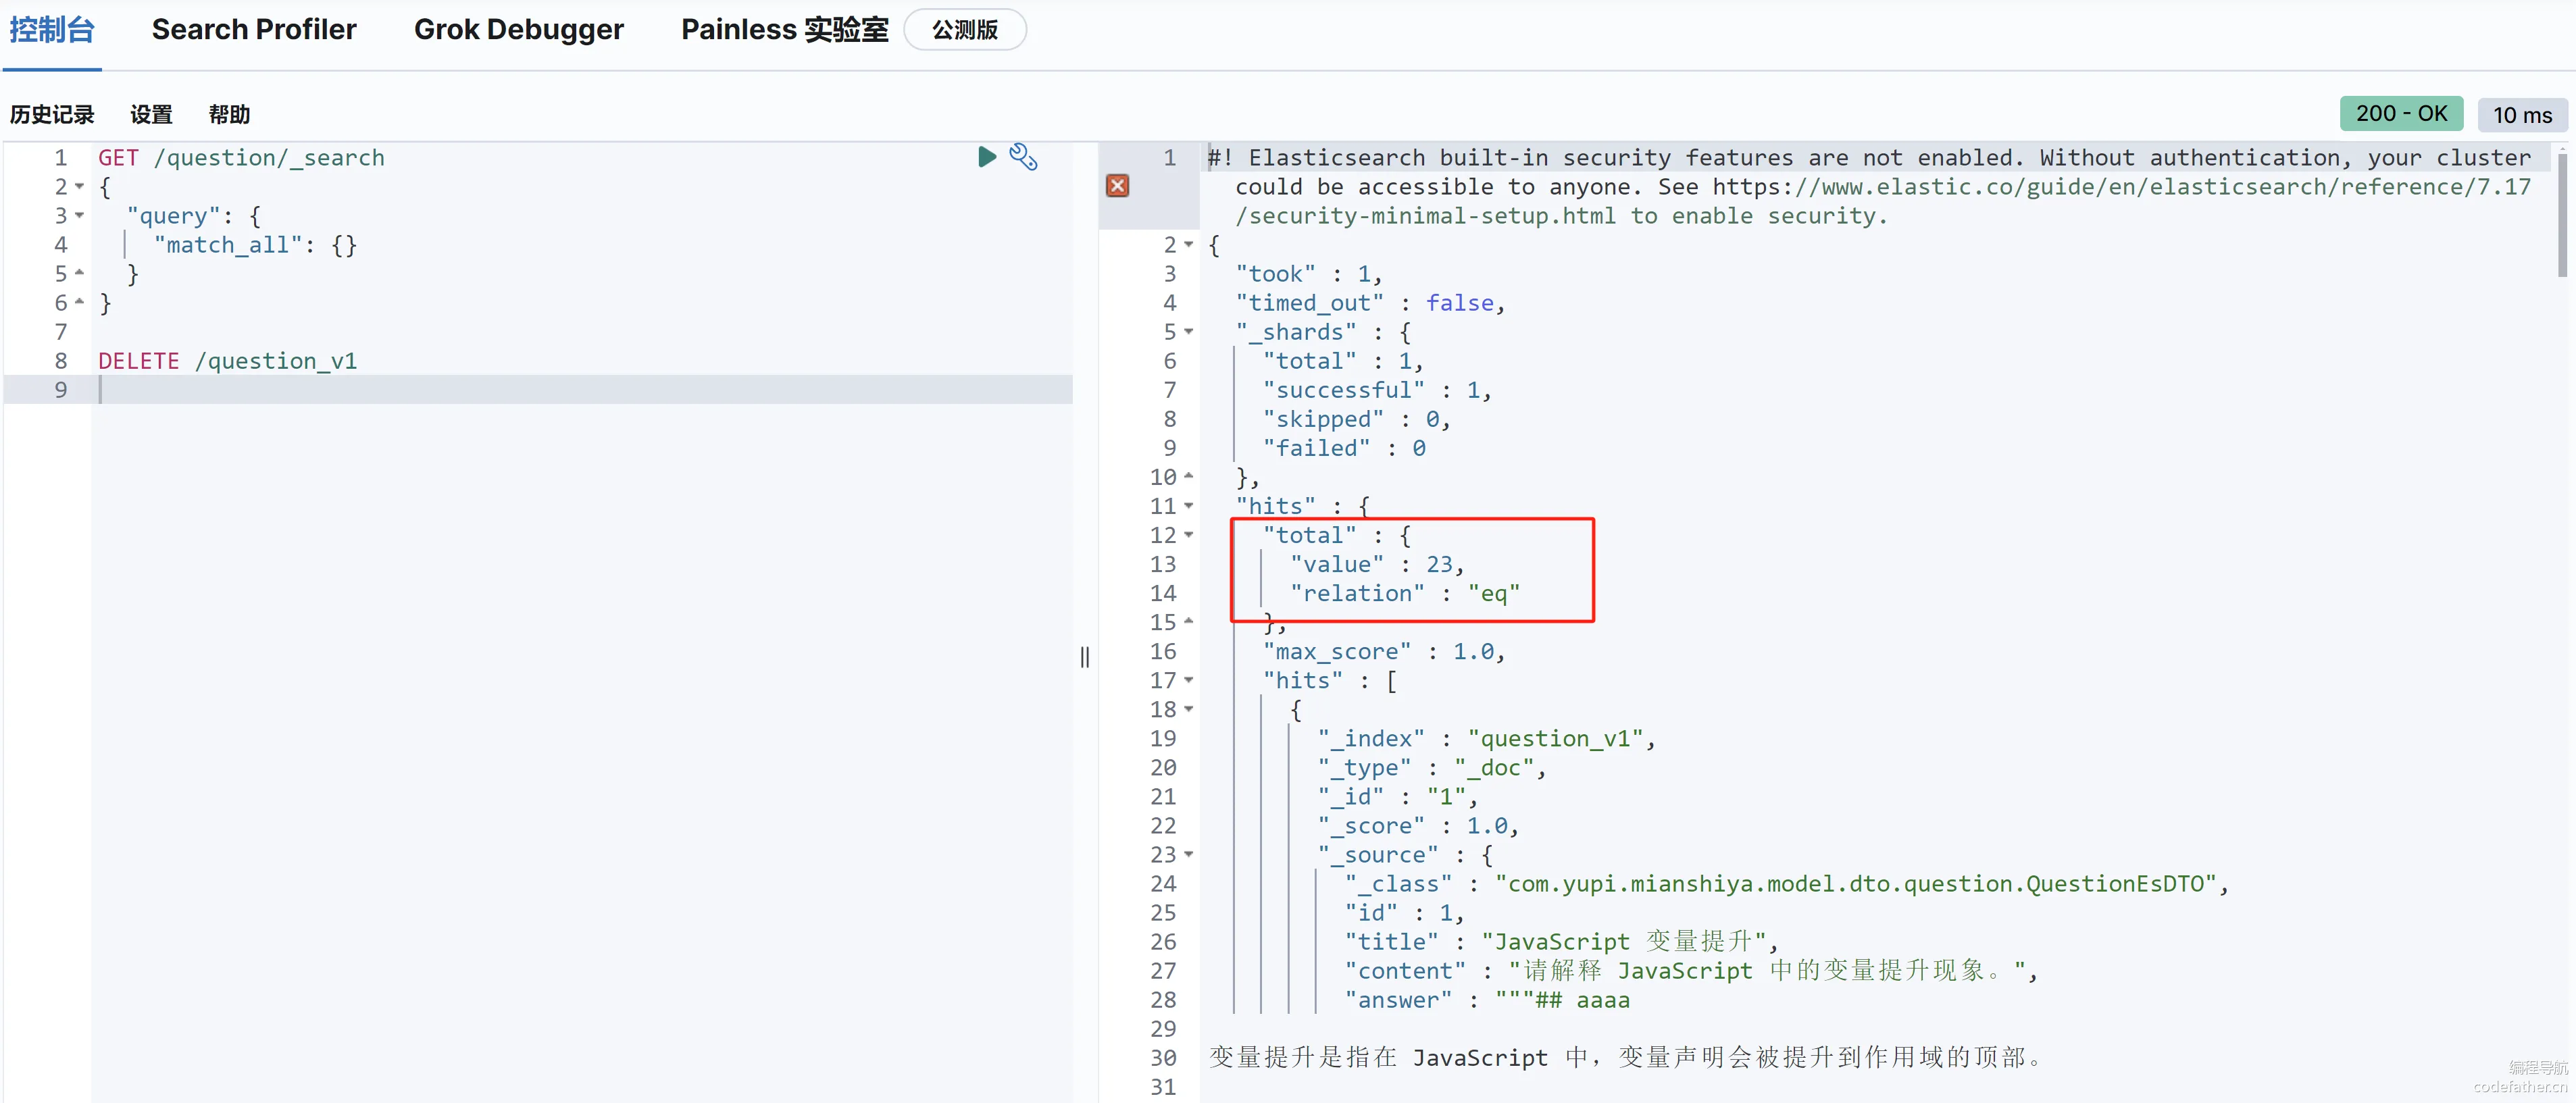 控制台 Search Profiler Grok Debugger Painless 实验室 公测版
历史记录 设置 帮助 200 - OK 10 ms
1 GET /question/_search
2 {
3 "query": {
4 "match_all": {}
5 }
6 }
7
8 DELETE /question_v1
9
1 #! Elasticsearch built-in security features are not enabled. Without authentication, your cluster
could be accessible to anyone. See https://www.elastic.co/guide/en/elasticsearch/reference/7.17
/security-minimal-setup.html to enable security.
2 {
3 "took" : 1,
4 "timed_out" : false,
5 "_shards" : {
6 "total" : 1,
7 "successful" : 1,
8 "skipped" : 0,
9 "failed" : 0
10 },
11 "hits" : {
12 "total" : {
13 "value" : 23,
14 "relation" : "eq"
15 },
16 "max_score" : 1.0,
17 "hits" : [
18 {
19 "_index" : "question_v1",
20 "_type" : "_doc",
21 "_id" : "1",
22 "_score" : 1.0,
23 "_source" : {
24 "_class" : "com.yupi.mianshiya.model.dto.question.QuestionEsDTO",
25 "id" : 1,
26 "title" : "JavaScript 变量提升",
27 "content" : "请解释 JavaScript 中的变量提升现象。",
28 "answer" : """## aaaa
29
30 变量提升是指在 JavaScript 中，变量声明会被提升到作用域的顶部。
31
编程导航
codefather.cn